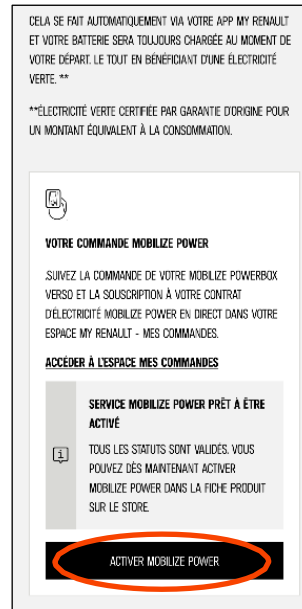 CELA SE FAIT AUTOMATIQUEMENT VIA VOTRE APP MY RENAULT
ET VOTRE BATTERIE SERA TOUJOURS CHARGÉE AU MOMENT DE
VOTRE DÉPART. LE TOUT EN BÉNÉFICIANT D'UNE ÉLECTRICITÉ
VERTE. **
**ÉLECTRICITÉ VERTE CERTIFIÉE PAR GARANTIE D'ORIGINE POUR
UN MONTANT ÉQUIVALENT À LA CONSOMMATION.
VOTRE COMMANDE MOBILIZE POWER
SUIVEZ LA COMMANDE DE VOTRE MOBILIZE POWERBOX
VERSO ET LA SOUSCRIPTION À VOTRE CONTRAT
D'ÉLECTRICITÉ MOBILIZE POWER EN DIRECT DANS VOTRE
ESPACE MY RENAULT - MES COMMANDES.
ACCÉDER À L'ESPACE MES COMMANDES
SERVICE MOBILIZE POWER PRÊT À ÊTRE
ACTIVÉ
TOUS LES STATUTS SONT VALIDÉS. VOUS
POUVEZ DÈS MAINTENANT ACTIVER
MOBILIZE POWER DANS LA FICHE PRODUIT
SUR LE STORE.
ACTIVER MOBILIZE POWER